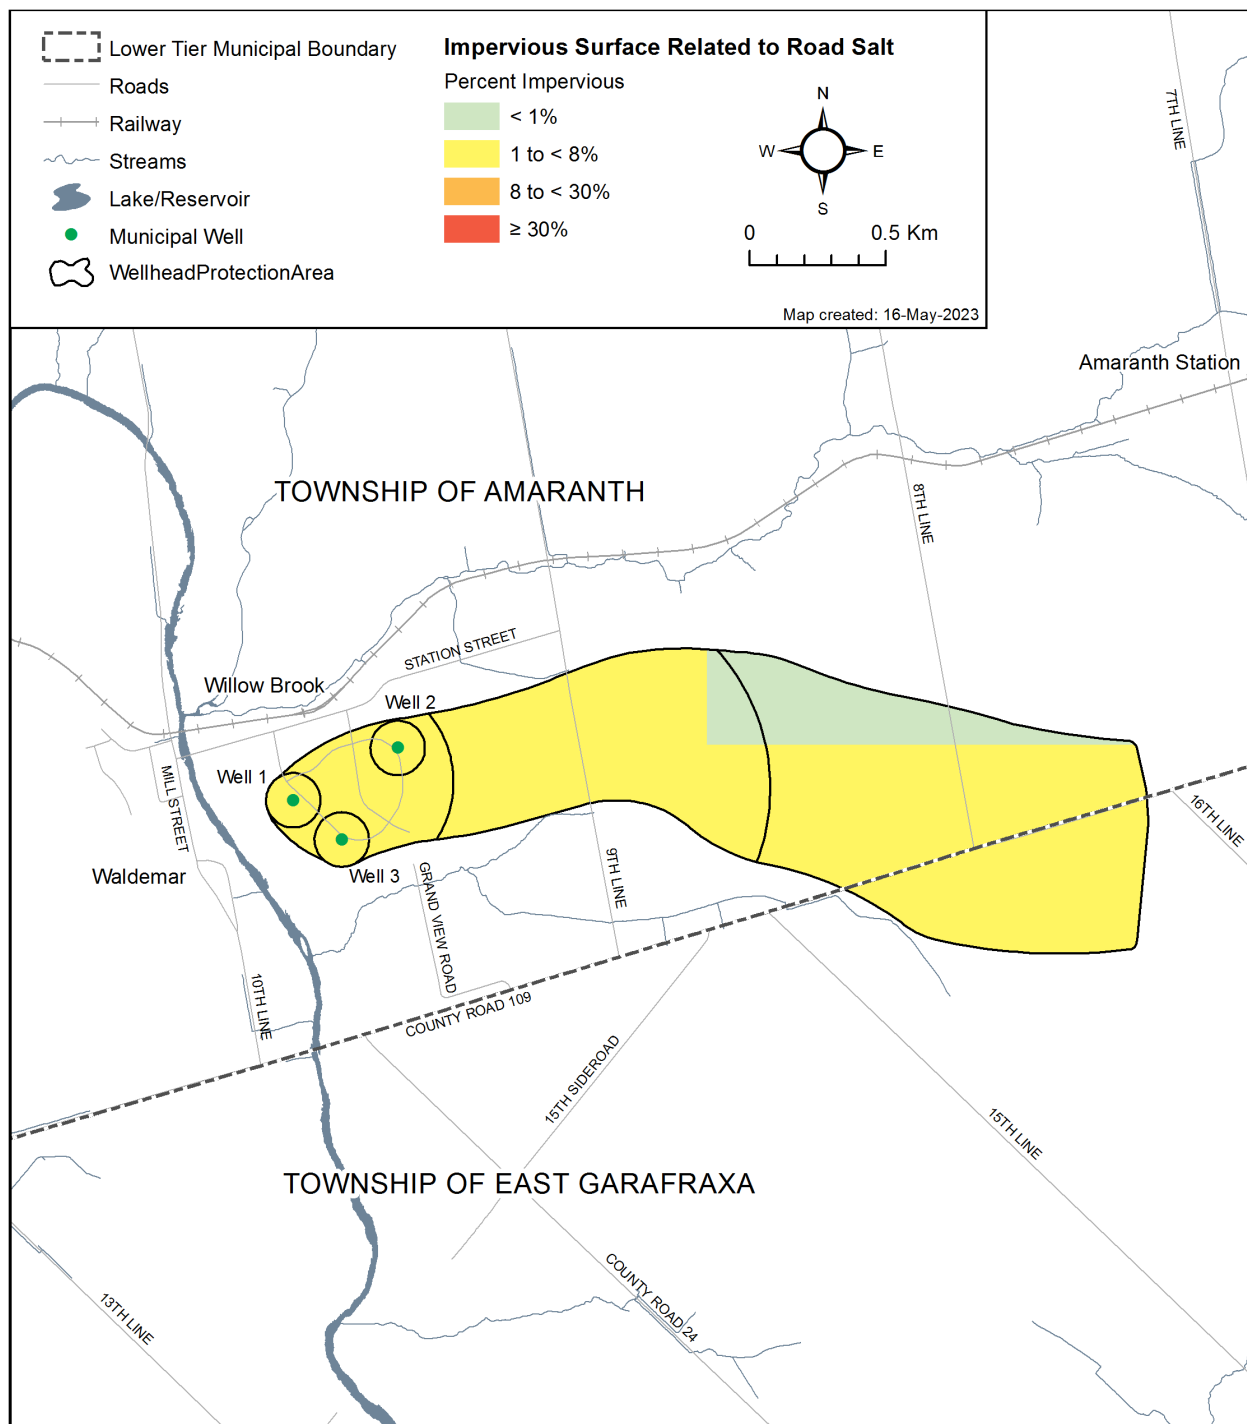 Lower Tier Municipal Boundary
Roads
Railway
Streams
Lake/Reservoir
Municipal Well
WellheadProtectionArea
Impervious Surface Related to Road Salt
Percent Impervious
< 1%
1 to < 8%
8 to < 30%
≥ 30%
N
W
E
S
0
0.5 Km
Map created: 16-May-2023
7TH LINE
Amaranth Station
TOWNSHIP OF AMARANTH
8TH LINE
STATION STREET
Willow Brook
Well 2
Well 1
MILL STREET
16TH LINE
Waldemar
Well 3
9TH LINE
GRAND VIEW ROAD
10TH LINE
COUNTY ROAD 109
15TH SIDEROAD
15TH LINE
TOWNSHIP OF EAST GARAFRAXA
COUNTY ROAD 24
13TH LINE